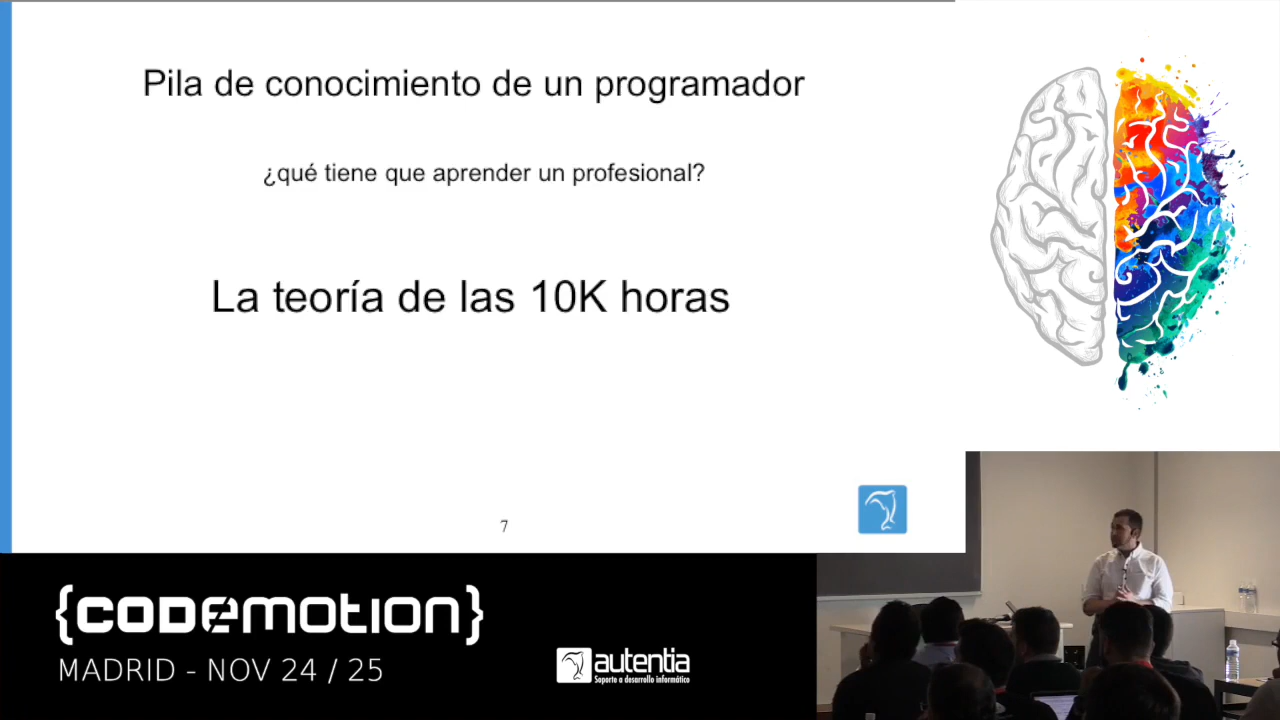 Pila de conocimiento de un programador
¿qué tiene que aprender un profesional?
La teoría de las 10K horas
7
{CODEMOTION}
MADRID - NOV 24 / 25
autentia
Soporte a desarrollo informático